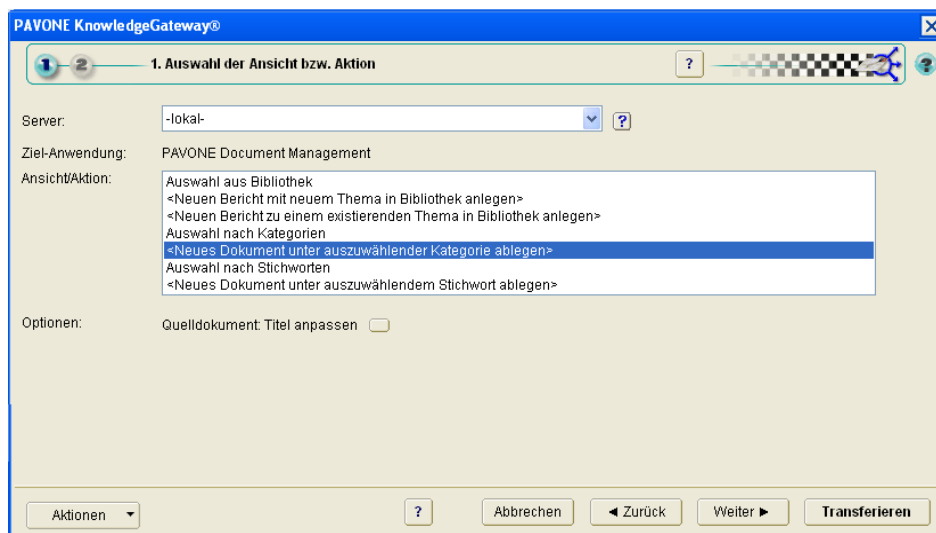 PAVONE KnowledgeGateway®
1 2 1. Auswahl der Ansicht bzw. Aktion ? ?
Server: -lokal- ?
Ziel-Anwendung: PAVONE Document Management
Ansicht/Aktion:
Auswahl aus Bibliothek
<Neuen Bericht mit neuem Thema in Bibliothek anlegen>
<Neuen Bericht zu einem existierenden Thema in Bibliothek anlegen>
Auswahl nach Kategorien
<Neues Dokument unter auszuwählender Kategorie ablegen>
Auswahl nach Stichworten
<Neues Dokument unter auszuwählendem Stichwort ablegen>
Optionen: Quelldokument: Titel anpassen
Aktionen ? Abbrechen Zurück Weiter Transferieren